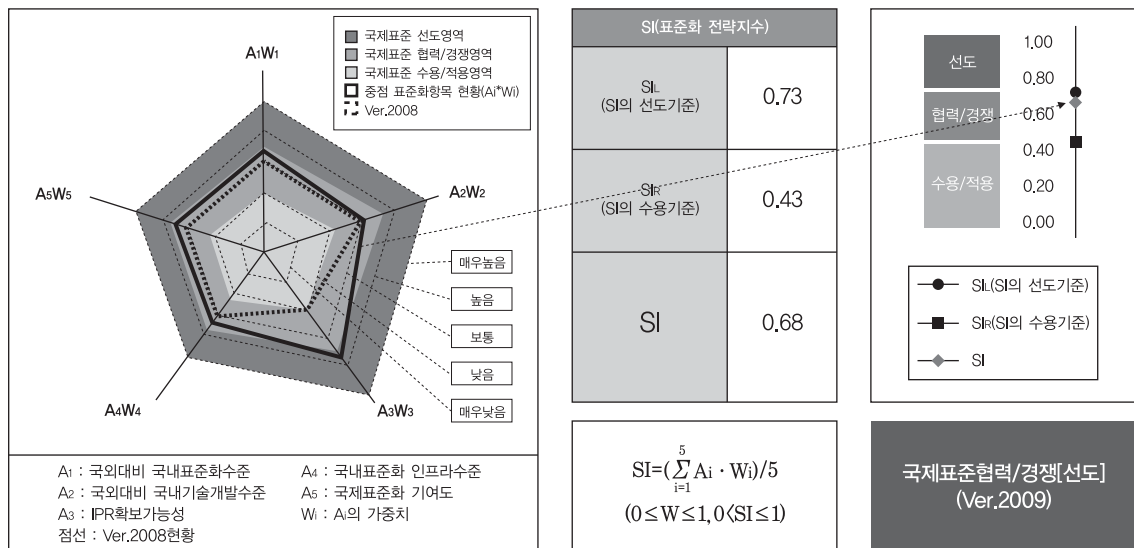 국제표준 선도영역
국제표준 협력/경쟁영역
국제표준 수용/적용영역
중점 표준화항목 현황(Ai*Wi)
Ver.2008
A1W1
A2W2
A3W3
A4W4
A5W5
매우높음
높음
보통
낮음
매우낮음
A1 : 국외대비 국내표준화수준
A2 : 국외대비 국내기술개발수준
A3 : IPR확보가능성
점선 : Ver.2008현황
A4 : 국내표준화 인프라수준
A5 : 국제표준화 기여도
Wi : Ai의 가중치
SI(표준화 전략지수)
SIL
(SI의 선도기준)
0.73
SIR
(SI의 수용기준)
0.43
SI
0.68
SI=(5∑i=1 Ai · Wi)/5
(0≤W≤1, 0<SI≤1)
선도
협력/경쟁
수용/적용
1.00
0.80
0.60
0.40
0.20
0.00
SIL(SI의 선도기준)
SIR(SI의 수용기준)
SI
국제표준협력/경쟁[선도]
(Ver.2009)